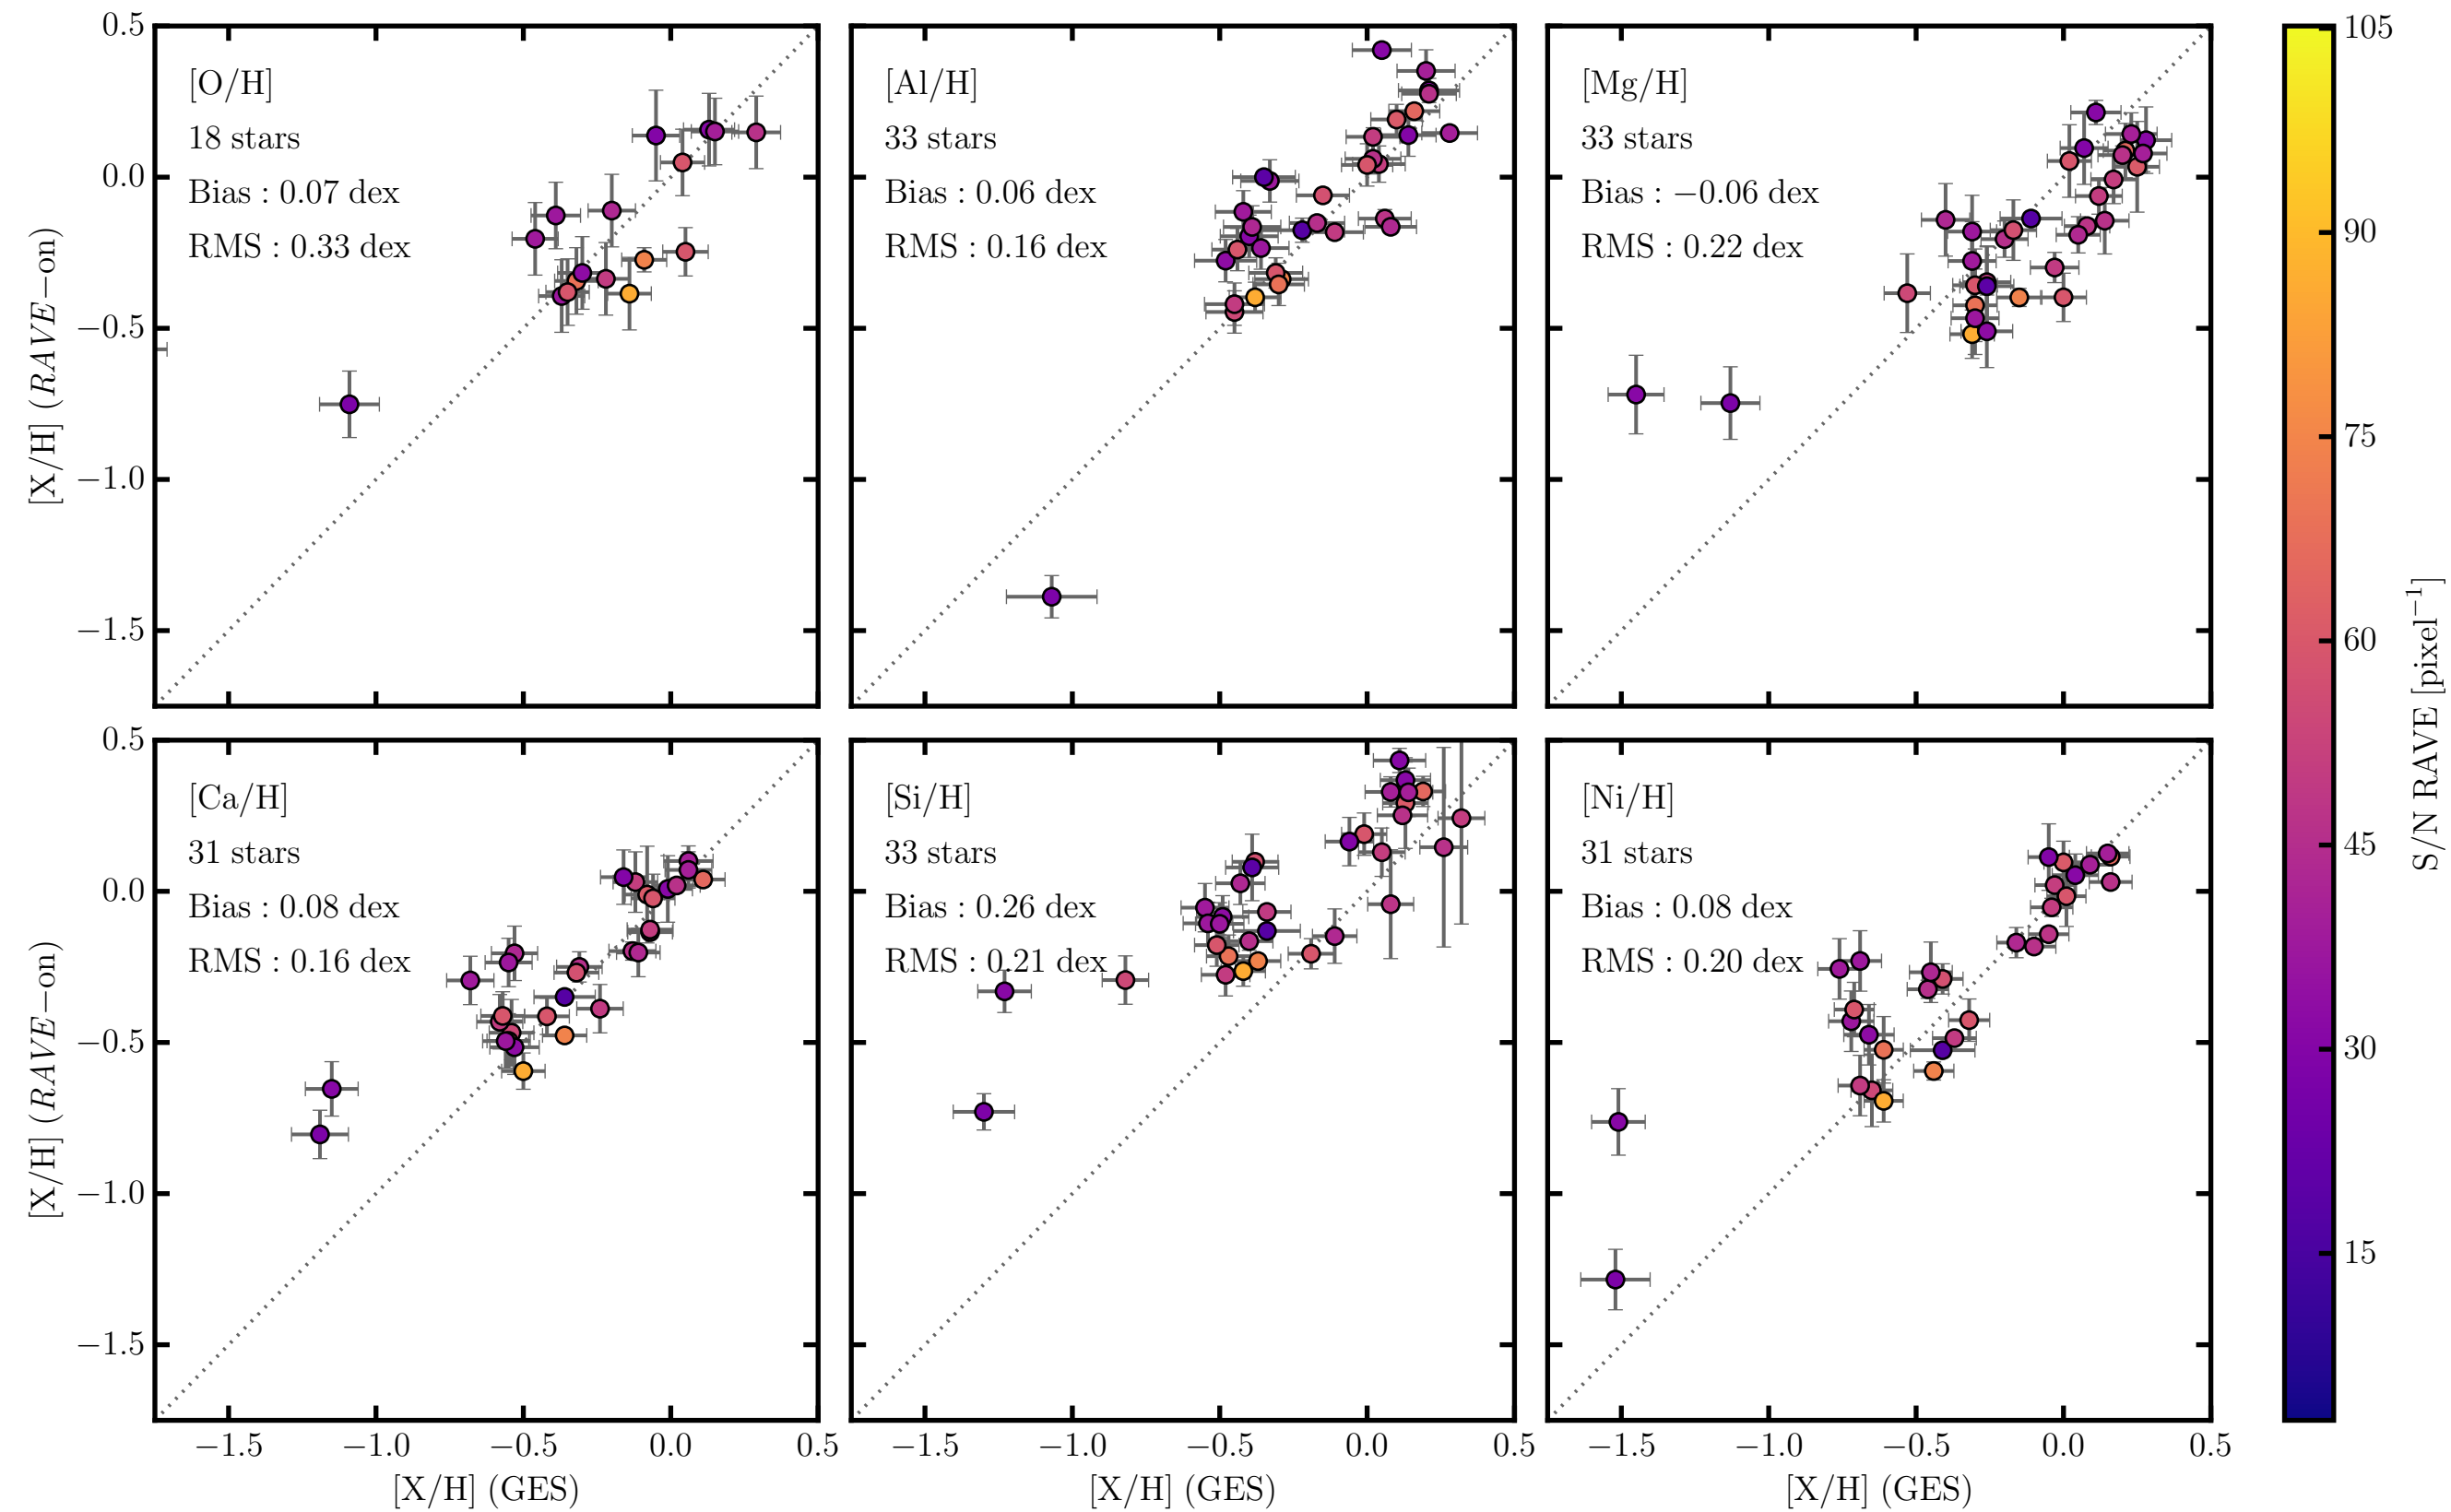 0.5
0.0
−0.5
−1.0
−1.5
[X/H] (RAVE−on)
[O/H]
18 stars
Bias : 0.07 dex
RMS : 0.33 dex
[Al/H]
33 stars
Bias : 0.06 dex
RMS : 0.16 dex
[Mg/H]
33 stars
Bias : −0.06 dex
RMS : 0.22 dex
0.5
0.0
−0.5
−1.0
−1.5
[X/H] (RAVE−on)
[Ca/H]
31 stars
Bias : 0.08 dex
RMS : 0.16 dex
[Si/H]
33 stars
Bias : 0.26 dex
RMS : 0.21 dex
[Ni/H]
31 stars
Bias : 0.08 dex
RMS : 0.20 dex
−1.5 −1.0 −0.5 0.0 0.5
[X/H] (GES)
−1.5 −1.0 −0.5 0.0 0.5
[X/H] (GES)
−1.5 −1.0 −0.5 0.0 0.5
[X/H] (GES)
105
90
75
60
45
30
15
S/N RAVE [pixel⁻¹]